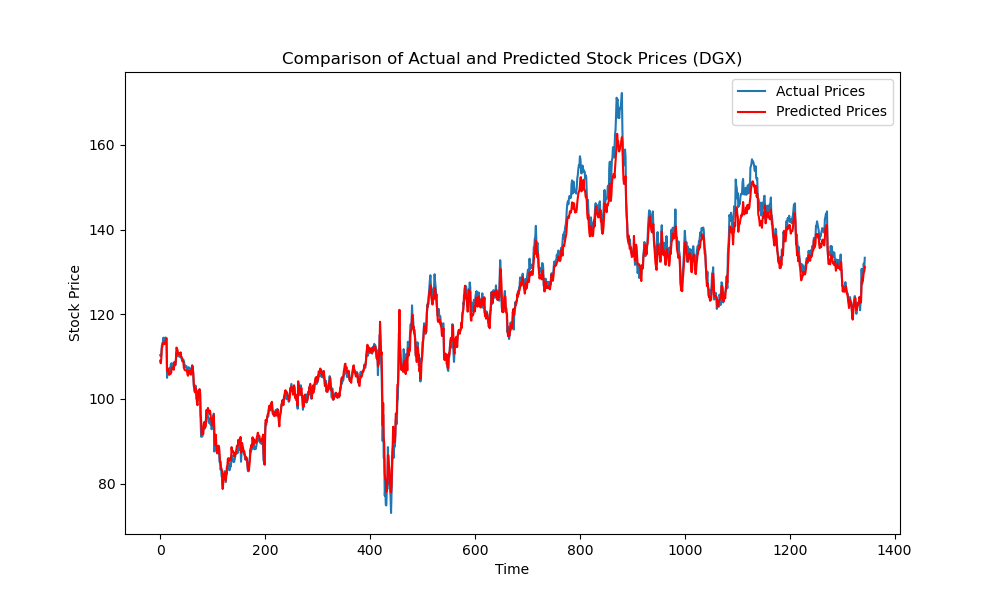 Comparison of Actual and Predicted Stock Prices (DGX)
Actual Prices
Predicted Prices
160
140
120
100
80
Stock Price
0 200 400 600 800 1000 1200 1400
Time